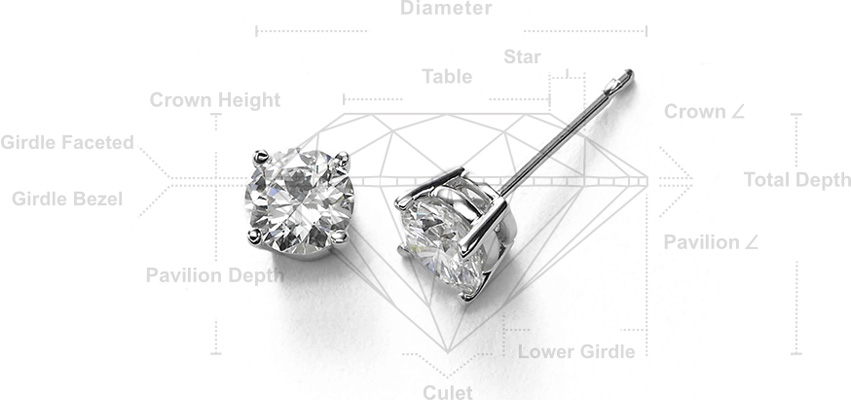 Diameter
Star
Table
Crown Height
Crown ∠
Girdle Faceted
Total Depth
Girdle Bezel
Pavilion ∠
Pavilion Depth
Lower Girdle
Culet